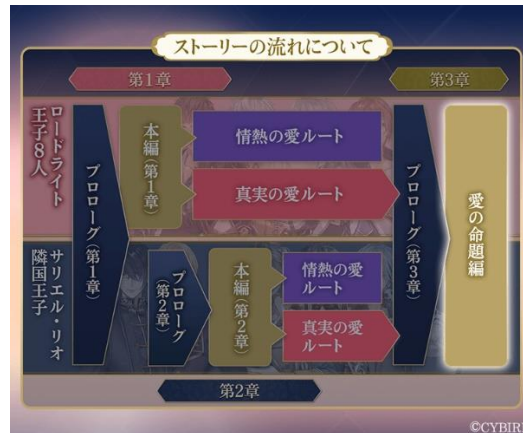 ストーリーの流れについて
第1章
第3章
ロードライト
王子8人
プロローグ(第1章)
本編(第1章)
情熱の愛ルート
真実の愛ルート
プロローグ(第3章)
愛の命題編
サリエル・リオ
隣国王子
プロローグ
(第2章)
本編(第2章)
情熱の愛
ルート
真実の愛
ルート
第2章
©CYBIR